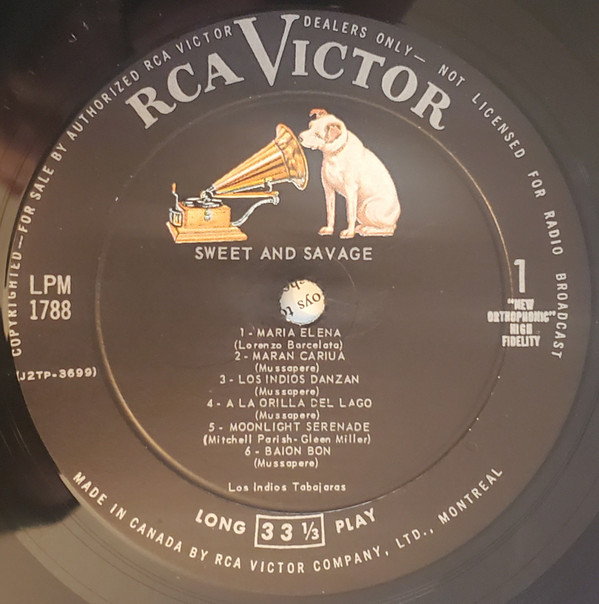 COPYRIGHTED — FOR SALE BY AUTHORIZED RCA VICTOR DEALERS ONLY — NOT LICENSED FOR RADIO BROADCAST
RCA VICTOR
SWEET AND SAVAGE
LPM
1788
1
"NEW
ORTHOPHONIC"
HIGH
FIDELITY
(J2TP-3699)
1 - MARIA ELENA
(Lorenzo Barcelata)
2 - MARAN CARIUA
(Mussapere)
3 - LOS INDIOS DANZAN
(Mussapere)
4 - A LA ORILLA DEL LAGO
(Mussapere)
5 - MOONLIGHT SERENADE
(Mitchell Parish - Gleen Miller)
6 - BAION BON
(Mussapere)
Los Indios Tabajaras
LONG 33 1/3 PLAY
MADE IN CANADA BY RCA VICTOR COMPANY, LTD., MONTREAL